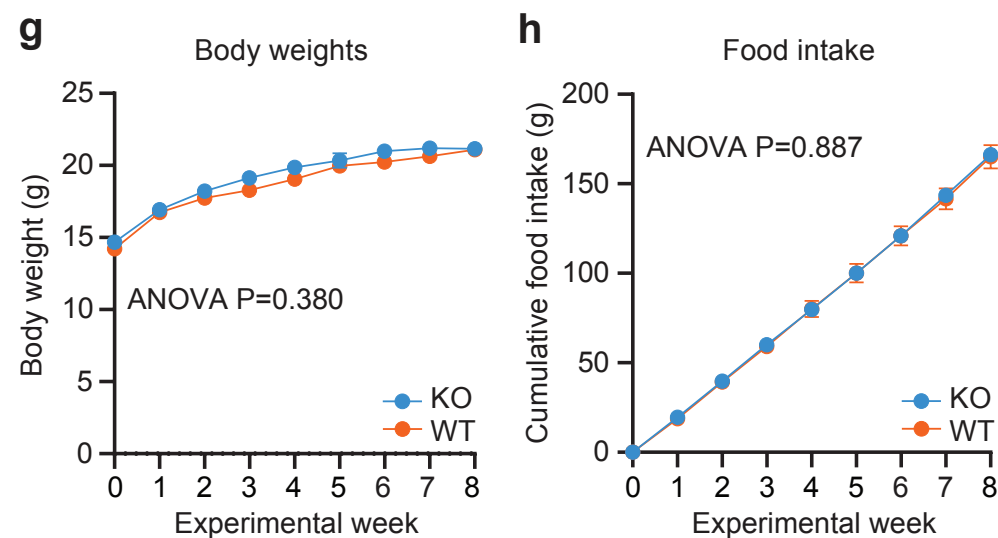 g
Body weights
Body weight (g)
25
20
15
10
5
0
ANOVA P=0.380
KO
WT
0 1 2 3 4 5 6 7 8
Experimental week
h
Food intake
Cumulative food intake (g)
200
150
100
50
0
ANOVA P=0.887
KO
WT
0 1 2 3 4 5 6 7 8
Experimental week